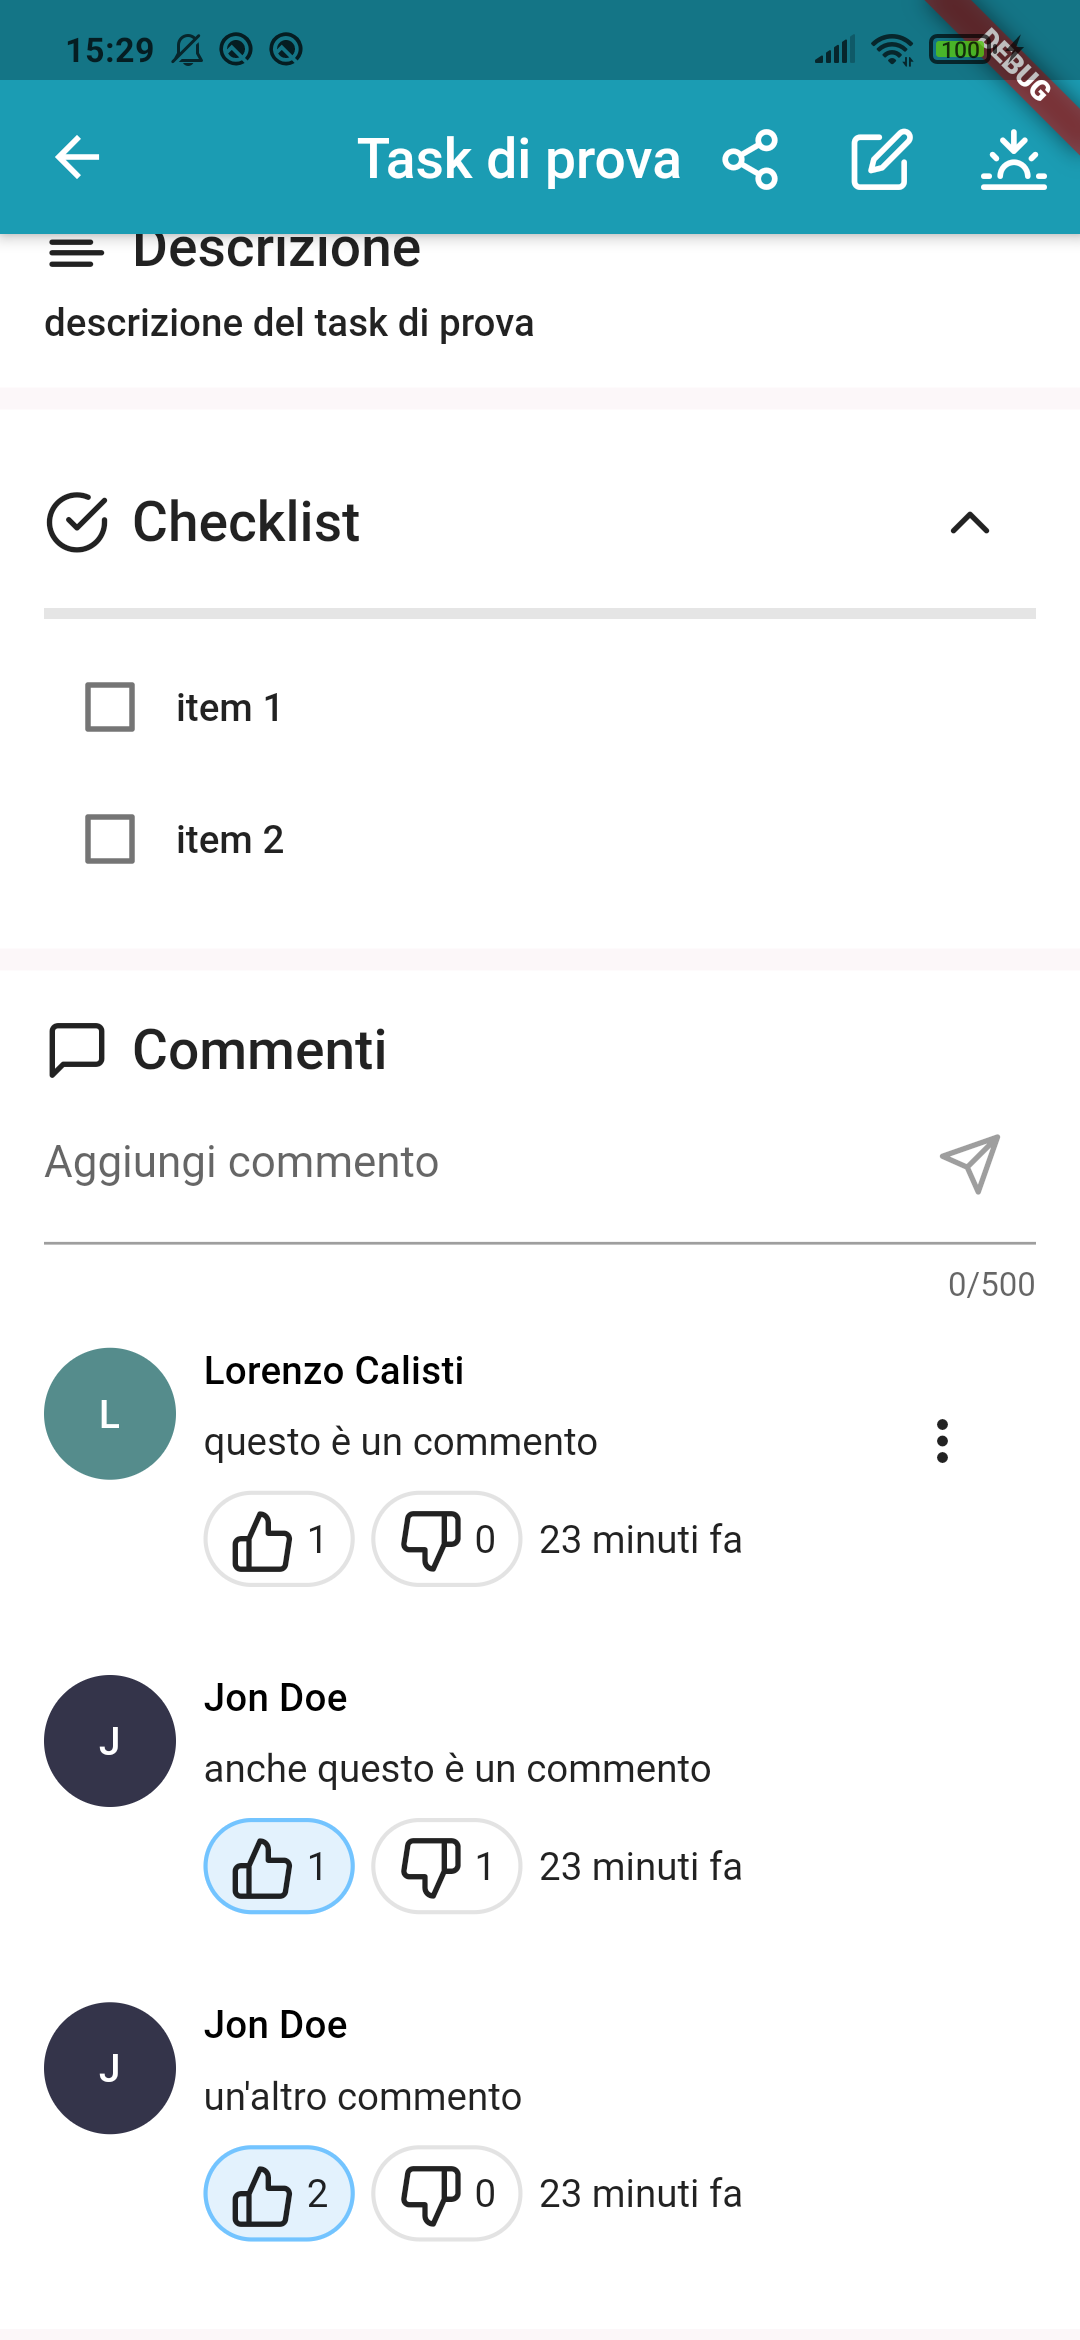 15:29
100
DEBUG
Task di prova
Descrizione
descrizione del task di prova
Checklist
item 1
item 2
Commenti
Aggiungi commento
0/500
L
Lorenzo Calisti
questo è un commento
1 0 23 minuti fa
J
Jon Doe
anche questo è un commento
1 1 23 minuti fa
J
Jon Doe
un'altro commento
2 0 23 minuti fa